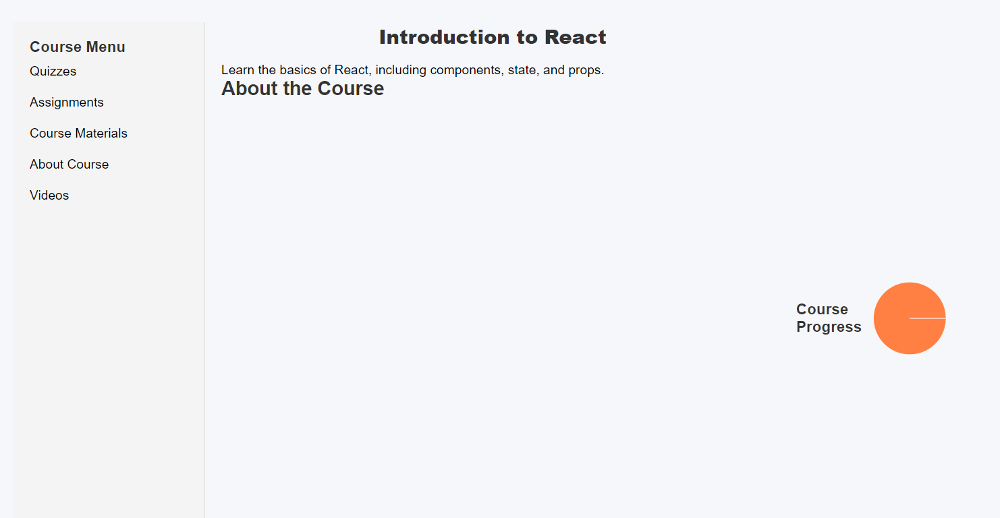 Course Menu
Quizzes
Assignments
Course Materials
About Course
Videos
Introduction to React
Learn the basics of React, including components, state, and props.
About the Course
Course
Progress